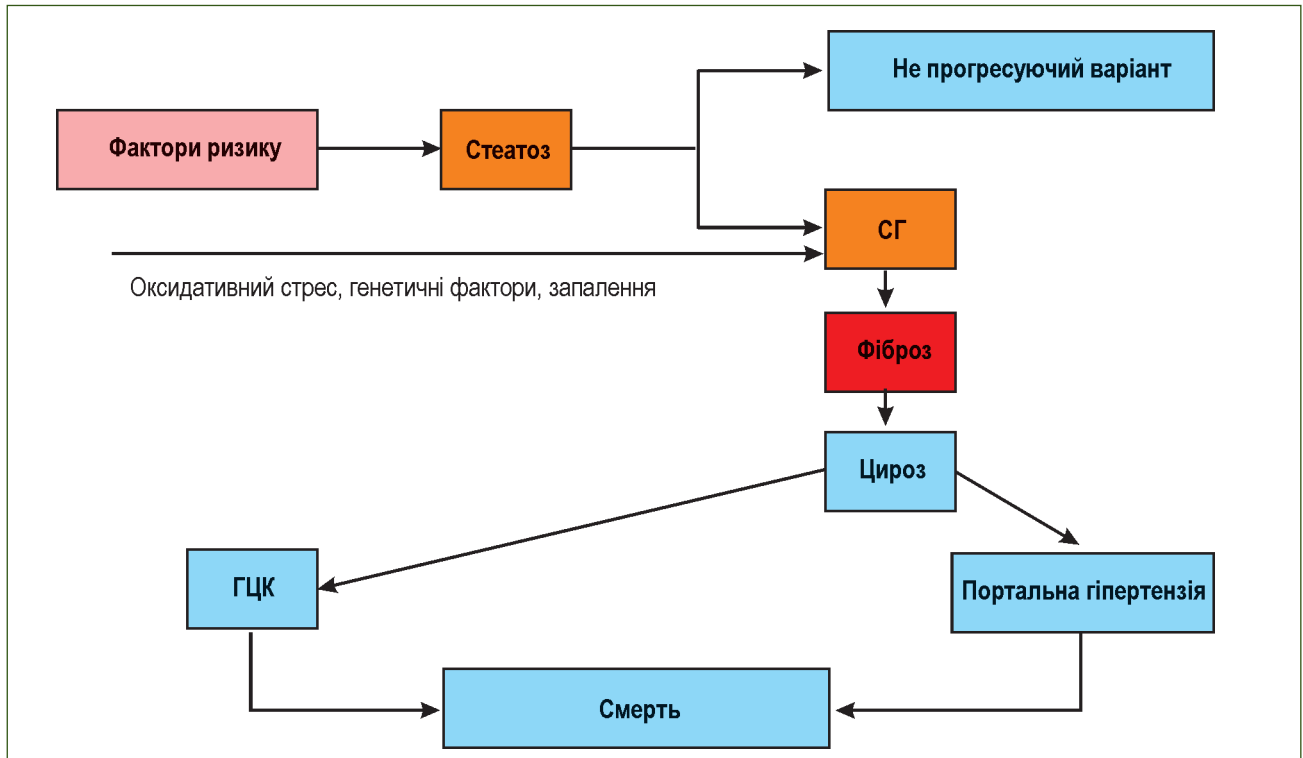 Не прогресуючий варіант
Фактори ризику
Стеатоз
СГ
Оксидативний стрес, генетичні фактори, запалення
Фіброз
Цироз
ГЦК
Портальна гіпертензія
Смерть